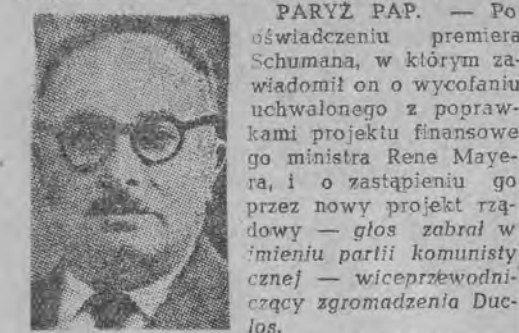 PARYŻ PAP. — Po
oświadczeniu premiera
Schumana, w którym za-
wiadomił on o wycofaniu
uchwalonego z popraw-
kami projektu finansowe
go ministra Rene Maye-
ra, i o zastąpieniu go
przez nowy projekt rzą-
dowy — głos zabrał w
imieniu partii komunisty
cznej — wiceprzewodni-
czący zgromadzenia Duc-
los.